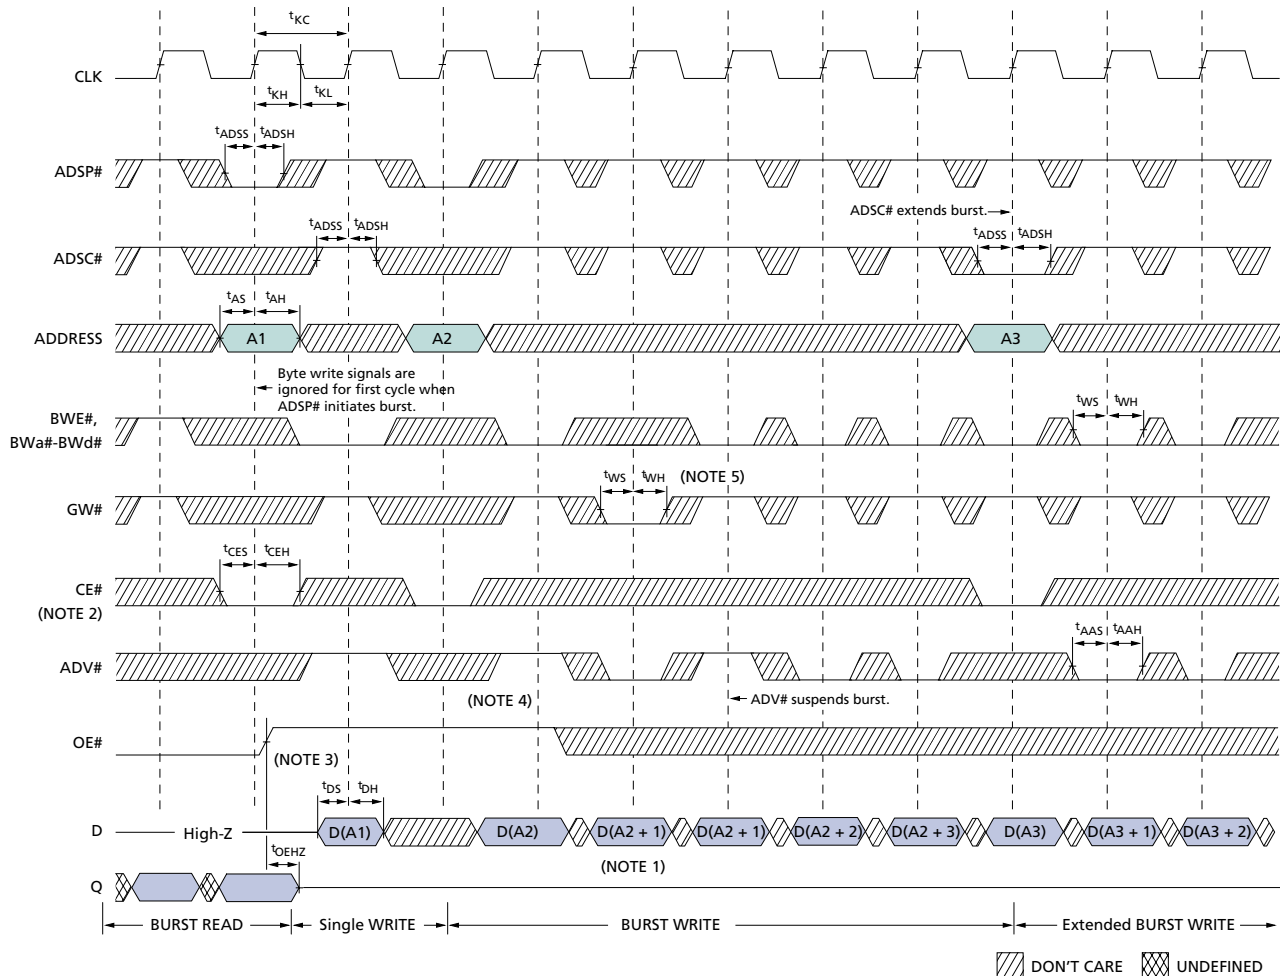 tKC
CLK
tKH
tKL
tADSS
tADSH
ADSP#
ADSC# extends burst.
tADSS
tADSH
tADSS
tADSH
ADSC#
tAS
tAH
ADDRESS
A1
A2
A3
Byte write signals are
ignored for first cycle when
ADSP# initiates burst.
BWE#,
BWa#-BWd#
tWS
tWH
tWS
tWH
(NOTE 5)
GW#
tCES
tCEH
CE#
(NOTE 2)
tAAS
tAAH
ADV#
(NOTE 4)
ADV# suspends burst.
OE#
(NOTE 3)
tDS
tDH
D
High-Z
D(A1)
D(A2)
D(A2 + 1)
D(A2 + 1)
D(A2 + 2)
D(A2 + 3)
D(A3)
D(A3 + 1)
D(A3 + 2)
tOEHZ
(NOTE 1)
Q
BURST READ
Single WRITE
BURST WRITE
Extended BURST WRITE
DON'T CARE
UNDEFINED